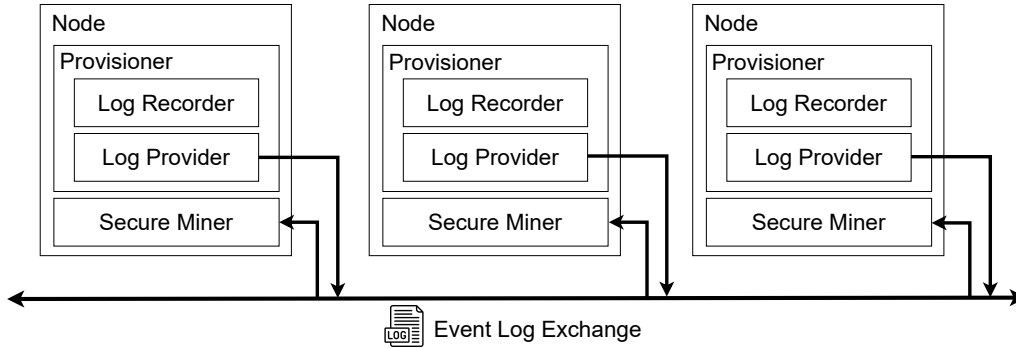 Node
Provisioner
Log Recorder
Log Provider
Secure Miner
Node
Provisioner
Log Recorder
Log Provider
Secure Miner
Node
Provisioner
Log Recorder
Log Provider
Secure Miner
LOG
Event Log Exchange